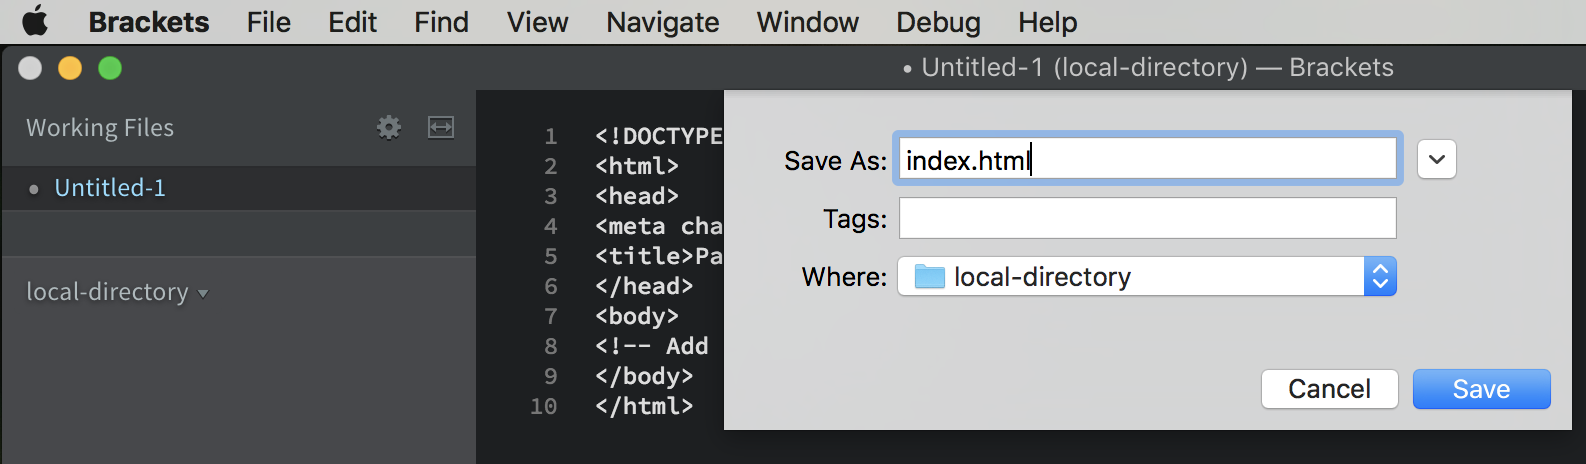 Brackets File Edit Find View Navigate Window Debug Help
• Untitled-1 (local-directory) — Brackets
Working Files
Untitled-1
local-directory
1 <!DOCTYPE
2 <html>
3 <head>
4 <meta cha
5 <title>Pa
6 </head>
7 <body>
8 <!-- Add
9 </body>
10 </html>
Save As: index.html
Tags:
Where: local-directory
Cancel Save